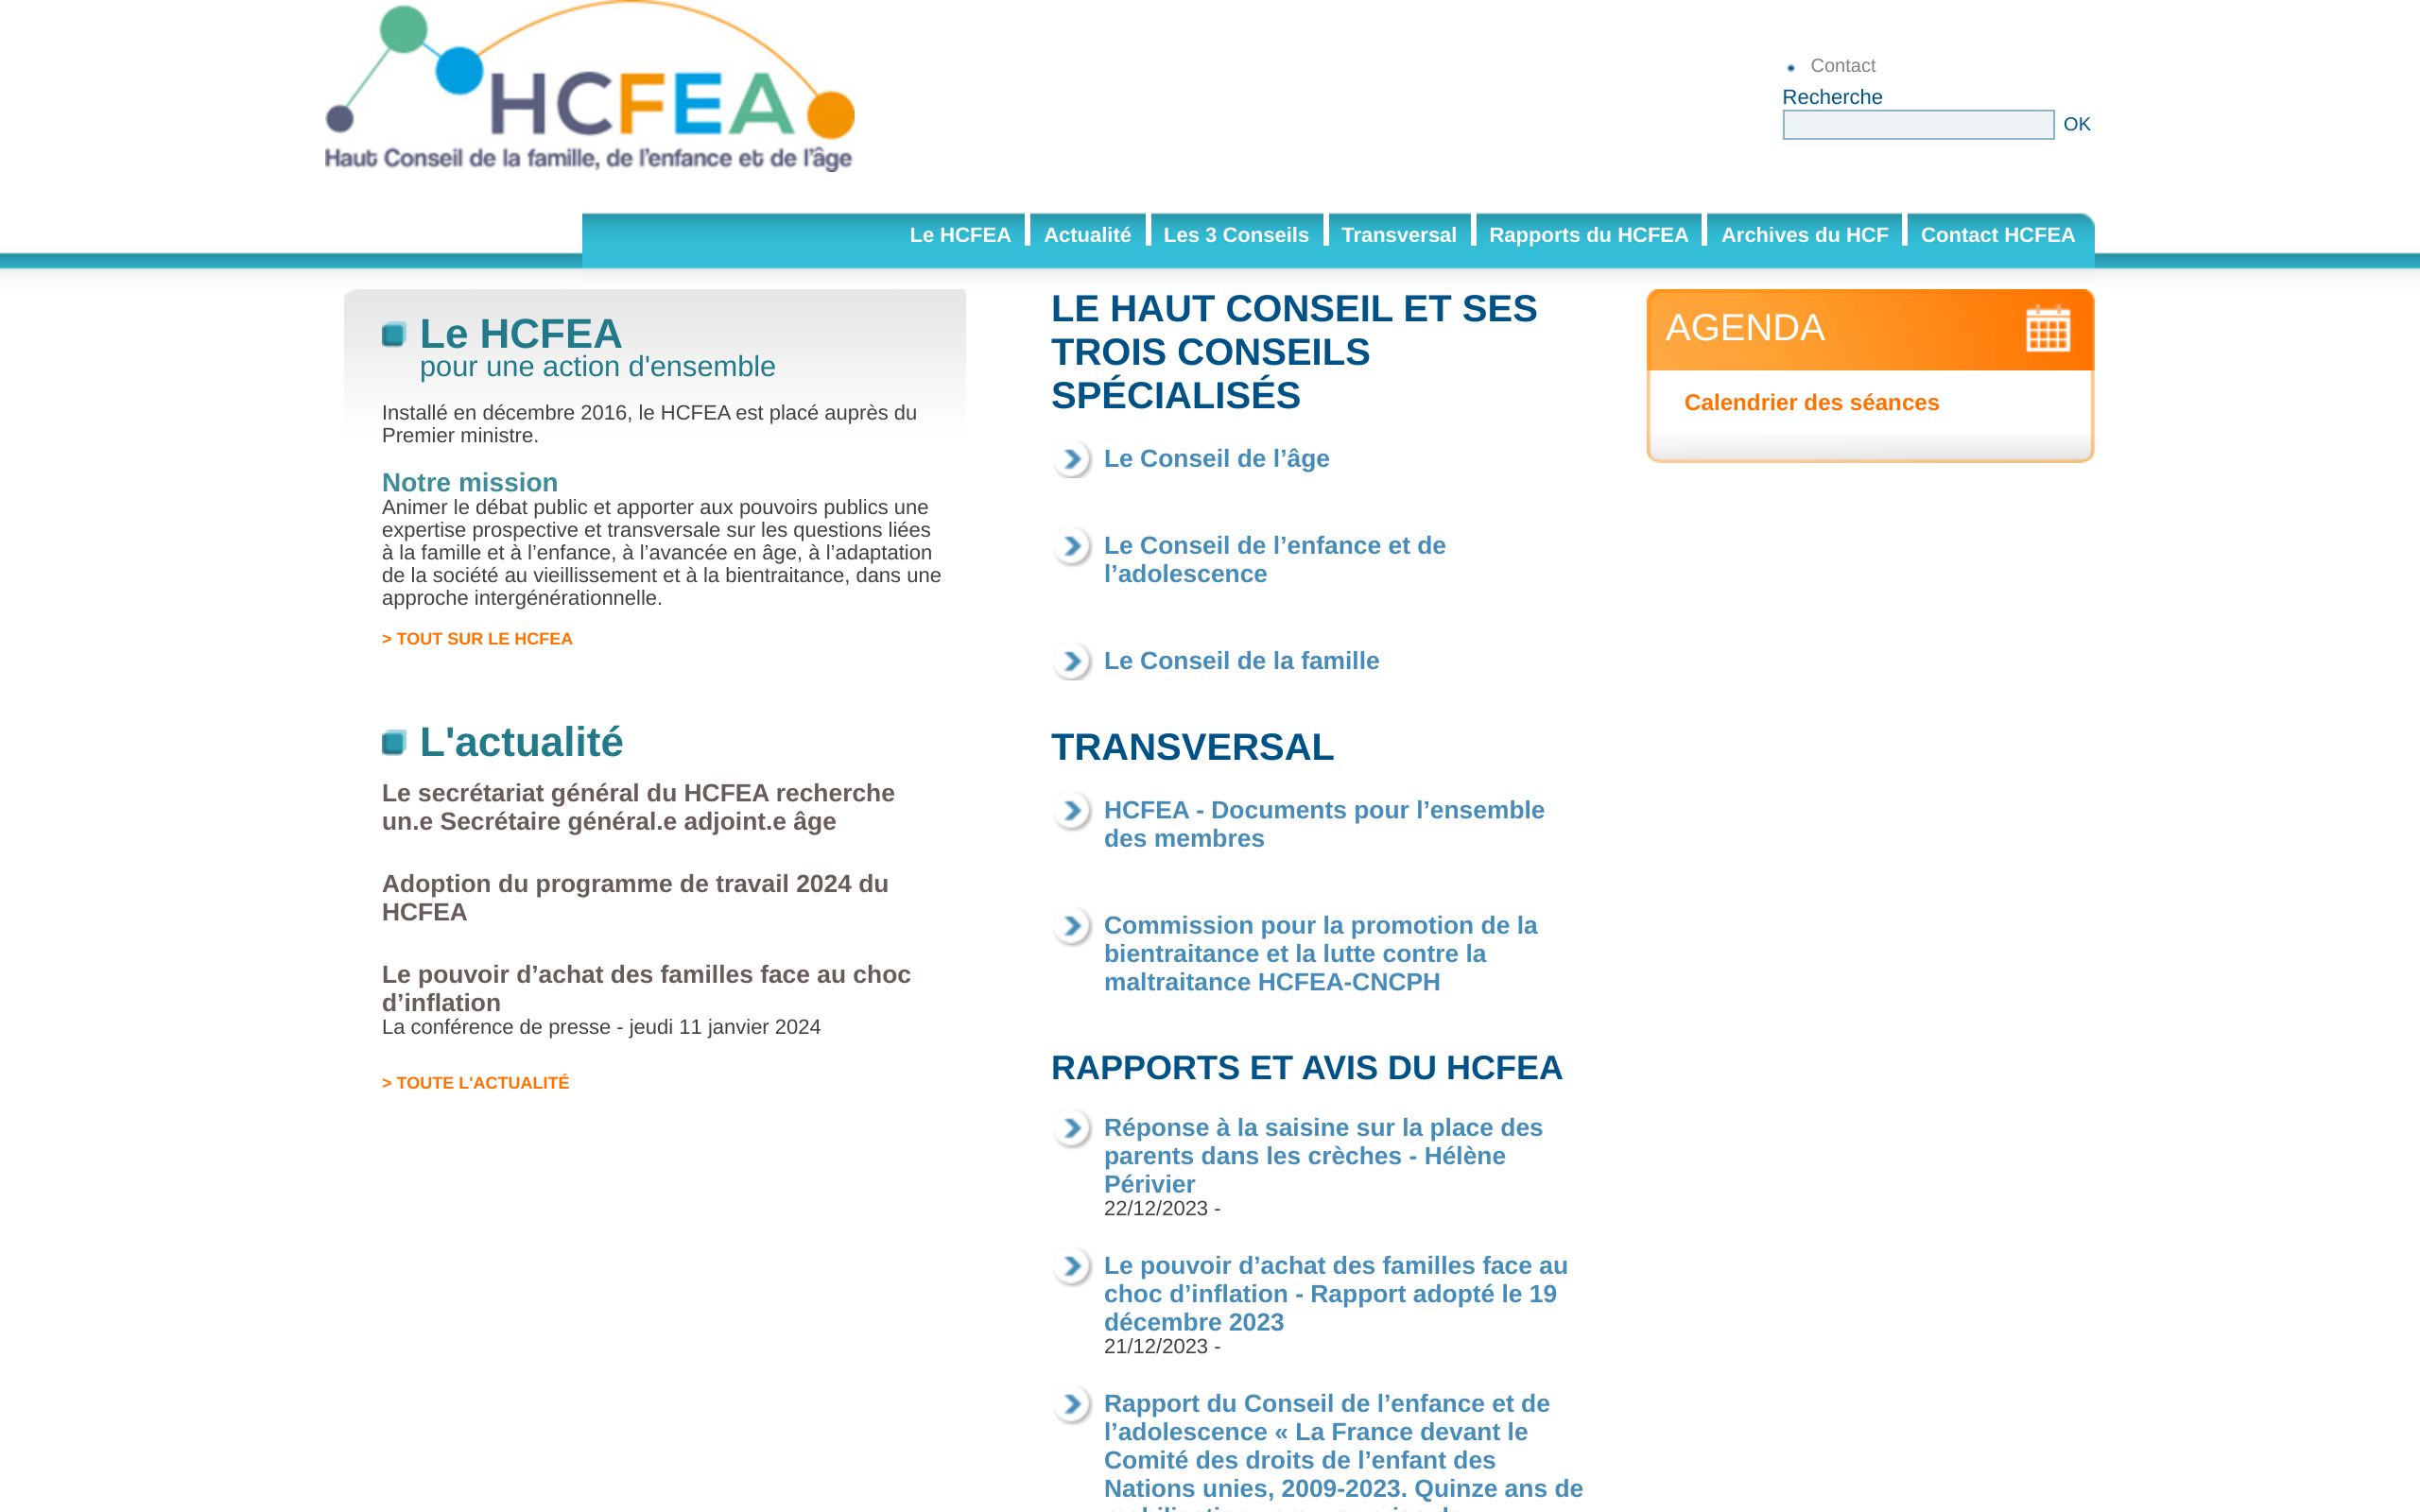 HCFEA
Haut Conseil de la famille, de l'enfance et de l'âge
Contact
Recherche
OK
Le HCFEA
Actualité
Les 3 Conseils
Transversal
Rapports du HCFEA
Archives du HCF
Contact HCFEA
Le HCFEA
pour une action d'ensemble
Installé en décembre 2016, le HCFEA est placé auprès du
Premier ministre.
Notre mission
Animer le débat public et apporter aux pouvoirs publics une
expertise prospective et transversale sur les questions liées
à la famille et à l’enfance, à l’avancée en âge, à l’adaptation
de la société au vieillissement et à la bientraitance, dans une
approche intergénérationnelle.
> TOUT SUR LE HCFEA
L'actualité
Le secrétariat général du HCFEA recherche
un.e Secrétaire général.e adjoint.e âge
Adoption du programme de travail 2024 du
HCFEA
Le pouvoir d’achat des familles face au choc
d’inflation
La conférence de presse - jeudi 11 janvier 2024
> TOUTE L'ACTUALITÉ
LE HAUT CONSEIL ET SES
TROIS CONSEILS
SPÉCIALISÉS
Le Conseil de l’âge
Le Conseil de l’enfance et de
l’adolescence
Le Conseil de la famille
TRANSVERSAL
HCFEA - Documents pour l’ensemble
des membres
Commission pour la promotion de la
bientraitance et la lutte contre la
maltraitance HCFEA-CNCPH
RAPPORTS ET AVIS DU HCFEA
Réponse à la saisine sur la place des
parents dans les crèches - Hélène
Périvier
22/12/2023 -
Le pouvoir d’achat des familles face au
choc d’inflation - Rapport adopté le 19
décembre 2023
21/12/2023 -
Rapport du Conseil de l’enfance et de
l’adolescence « La France devant le
Comité des droits de l’enfant des
Nations unies, 2009-2023. Quinze ans de
AGENDA
Calendrier des séances